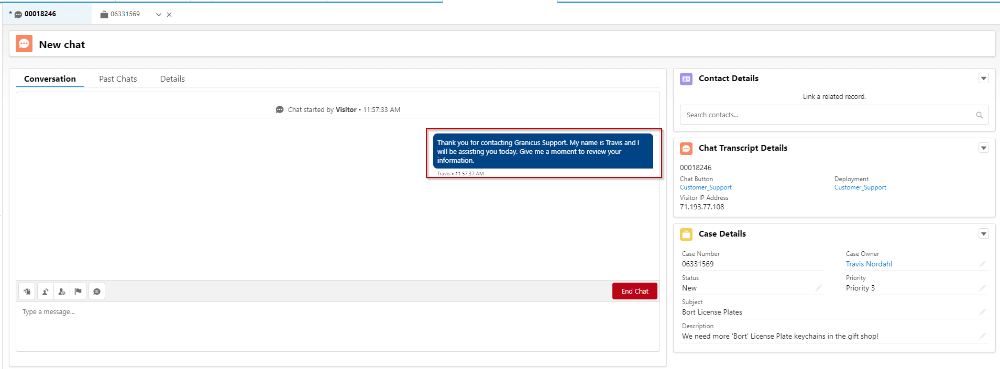 * 00018246
06331569
New chat
Conversation
Past Chats
Details
Chat started by Visitor • 11:57:33 AM
Thank you for contacting Granicus Support. My name is Travis and I
will be assisting you today. Give me a moment to review your
information.
Travis • 11:57:37 AM
End Chat
Type a message...
Contact Details
Link a related record.
Search contacts...
Chat Transcript Details
00018246
Chat Button
Deployment
Customer_Support
Customer_Support
Visitor IP Address
71.193.77.108
Case Details
Case Number
Case Owner
06331569
Travis Nordahl
Status
Priority
New
Priority 3
Subject
Bort License Plates
Description
We need more 'Bort' License Plate keychains in the gift shop!